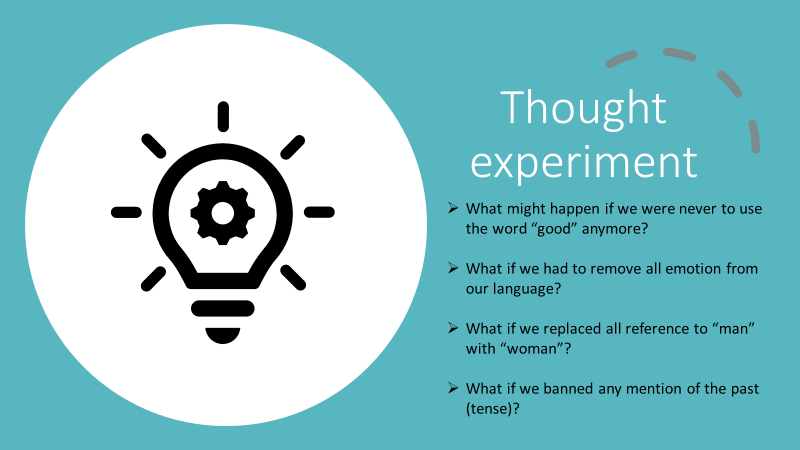 Thought
experiment
➢ What might happen if we were never to use
the word “good” anymore?
➢ What if we had to remove all emotion from
our language?
➢ What if we replaced all reference to “man”
with “woman”?
➢ What if we banned any mention of the past
(tense)?